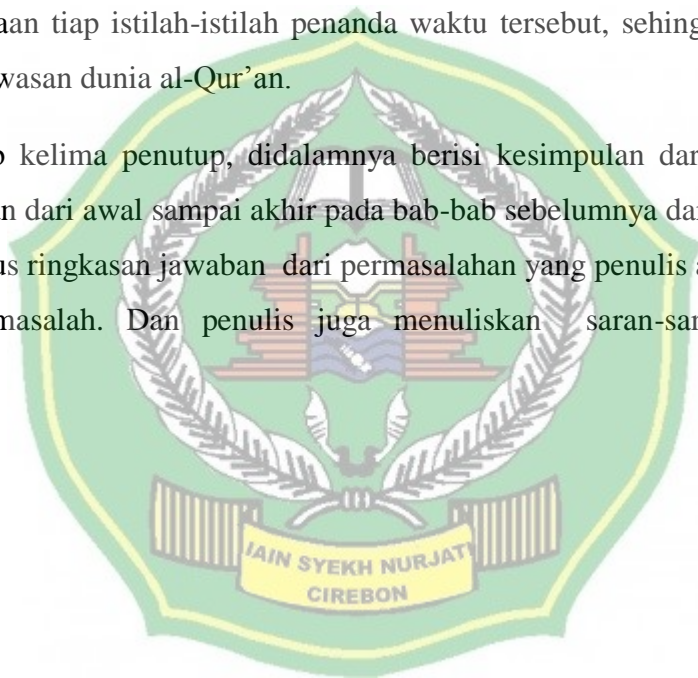 aan tiap istilah-istilah penanda waktu tersebut, sehing
wasan dunia al-Qur’an.
kelima penutup, didalamnya berisi kesimpulan dar
n dari awal sampai akhir pada bab-bab sebelumnya da
us ringkasan jawaban dari permasalahan yang penulis a
masalah. Dan penulis juga menuliskan saran-sar
IAIN SYEKH NURJATI
CIREBON